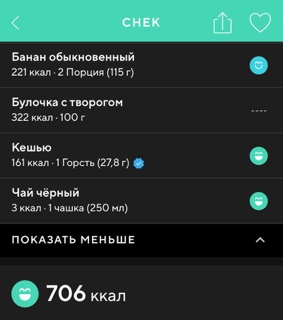 СНЕК
Банан обыкновенный
221 ккал · 2 Порция (115 г)
Булочка с творогом
322 ккал · 100 г
----
Кешью
161 ккал · 1 Горсть (27,8 г)
Чай чёрный
3 ккал · 1 чашка (250 мл)
ПОКАЗАТЬ МЕНЬШЕ
706 ккал